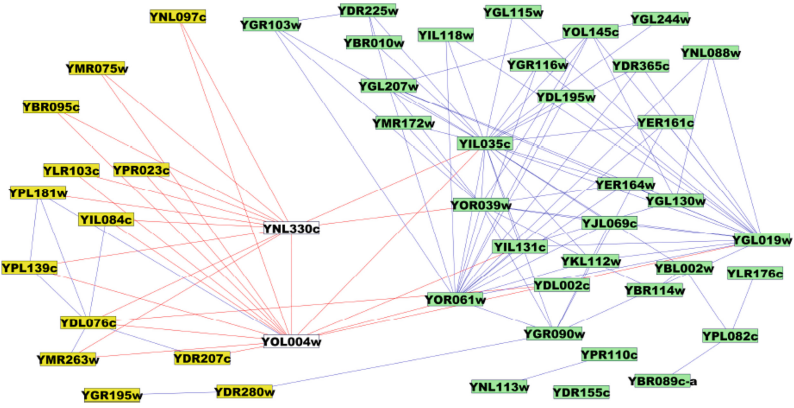 YNL097c
YDR225w
YGL115w
YGL244w
YGR103w
YOL145c
YIL118w
YBR010w
YNL088w
YMR075w
YGR116w
YDR365c
YGL207w
YDL195w
YBR095c
YMR172w
YER161c
YIL035c
YLR103c
YPR023c
YPL181w
YER164w
YGL130w
YOR039w
YIL084c
YJL069c
YNL330c
YIL131c
YGL019w
YPL139c
YKL112w
YBL002w
YLR176c
YDL002c
YBR114w
YOR061w
YDL076c
YGR090w
YPL082c
YOL004w
YMR263w
YDR207c
YPR110c
YBR089c-a
YNL113w
YDR280w
YDR155c
YGR195w